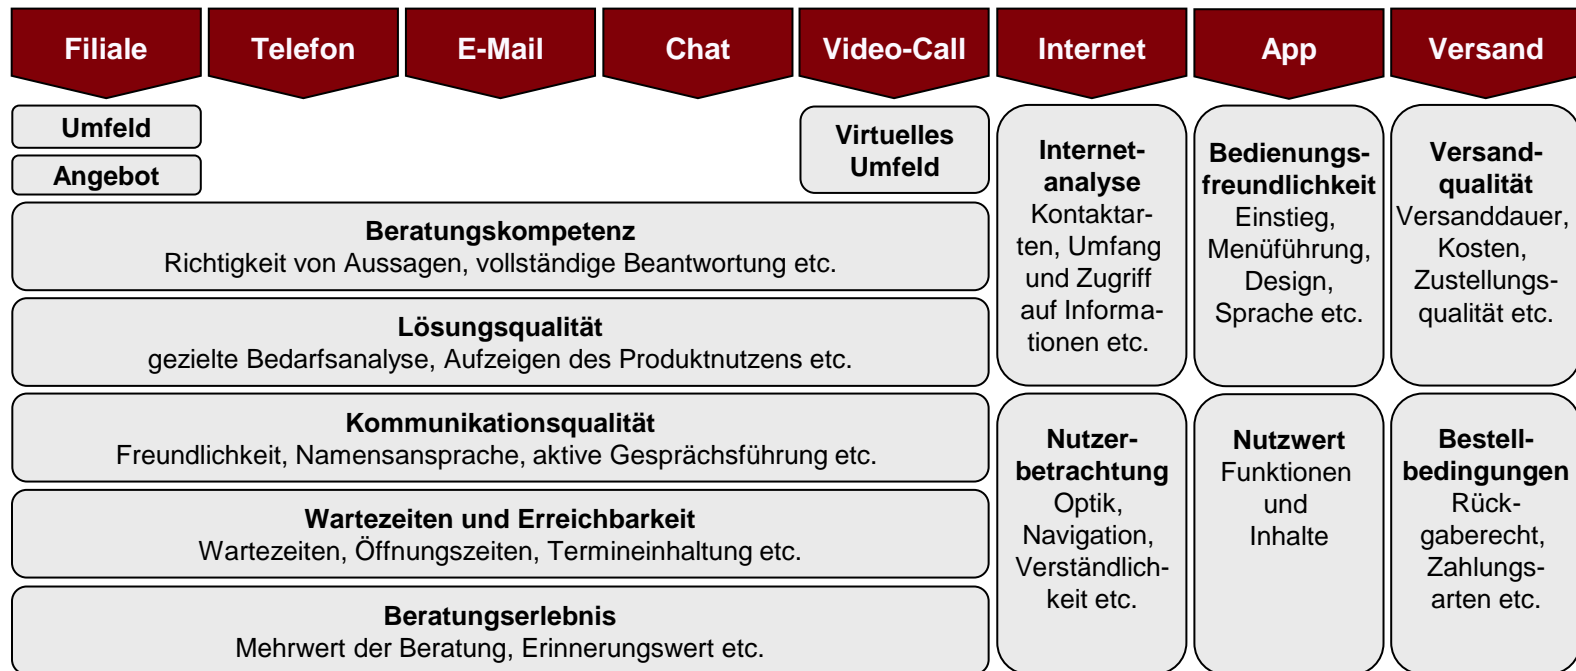 Filiale
Telefon
E-Mail
Chat
Video-Call
Internet
App
Versand
Umfeld
Angebot
Virtuelles
Umfeld
Beratungskompetenz
Richtigkeit von Aussagen, vollständige Beantwortung etc.
Lösungsqualität
gezielte Bedarfsanalyse, Aufzeigen des Produktnutzens etc.
Kommunikationsqualität
Freundlichkeit, Namensansprache, aktive Gesprächsführung etc.
Wartezeiten und Erreichbarkeit
Wartezeiten, Öffnungszeiten, Termineinhaltung etc.
Beratungserlebnis
Mehrwert der Beratung, Erinnerungswert etc.
Internet-
analyse
Kontaktar-
ten, Umfang
und Zugriff
auf Informa-
tionen etc.
Nutzer-
betrachtung
Optik,
Navigation,
Verständlich-
keit etc.
Bedienungs-
freundlichkeit
Einstieg,
Menüführung,
Design,
Sprache etc.
Nutzwert
Funktionen
und
Inhalte
Versand-
qualität
Versanddauer,
Kosten,
Zustellungs-
qualität etc.
Bestell-
bedingungen
Rück-
gaberecht,
Zahlungs-
arten etc.